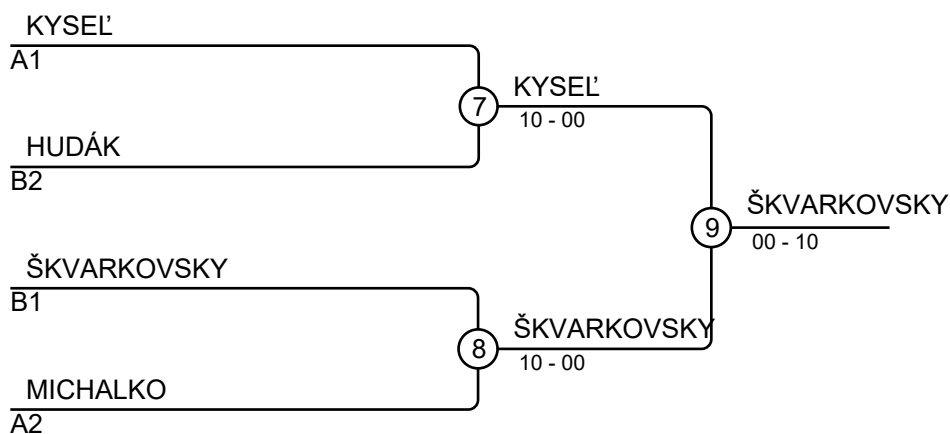 KYSEĽ
A1
7
KYSEĽ
10 - 00
HUDÁK
B2
9
ŠKVARKOVSKY
00 - 10
ŠKVARKOVSKY
B1
8
ŠKVARKOVSKY
10 - 00
MICHALKO
A2